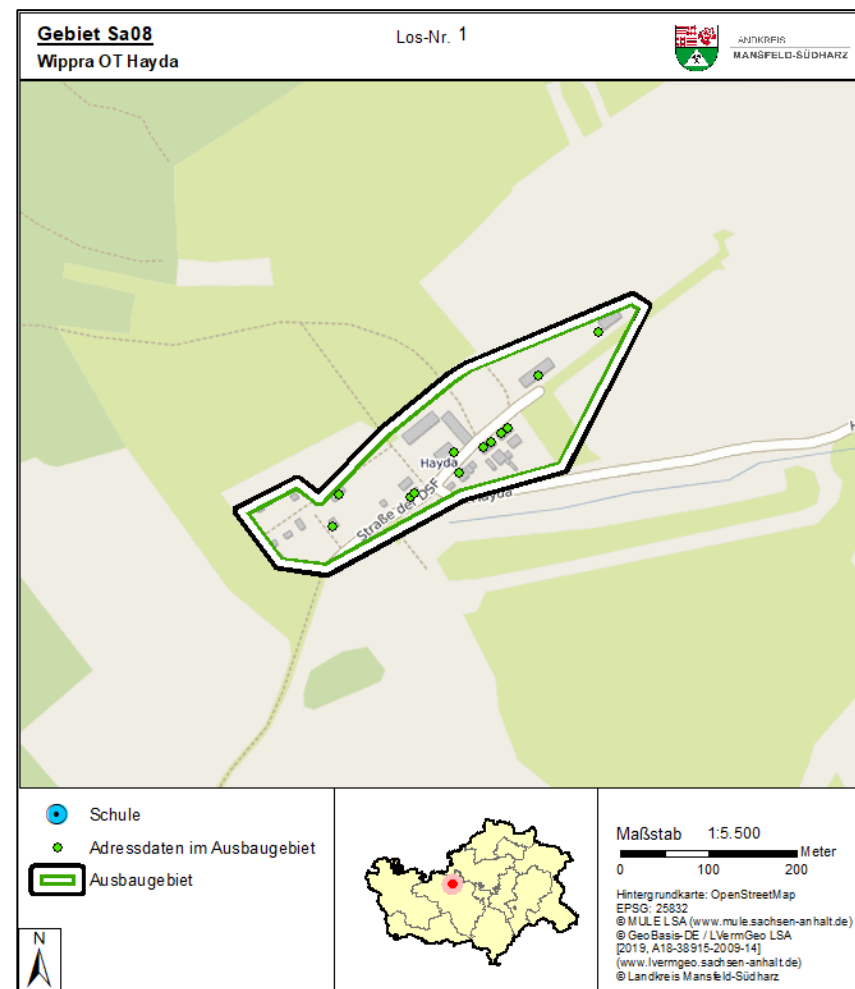 Gebiet Sa08
Wippra OT Hayda
Los-Nr. 1
ANDKREIS
MANSFELD-SÜDHARZ
Hayda
Straße der DSF
Hayda
H
Schule
Adressdaten im Ausbaugebiet
Ausbaugebiet
N
Maßstab 1:5.500
Meter
0 100 200
Hintergrundkarte: OpenStreetMap
EPSG: 25832
© MULE LSA (www.mule.sachsen-anhalt.de)
© GeoBasis-DE / LVermGeo LSA
[2019, A18-38915-2009-14]
(www.lvermgeo.sachsen-anhalt.de)
© Landkreis Mansfeld-Südharz